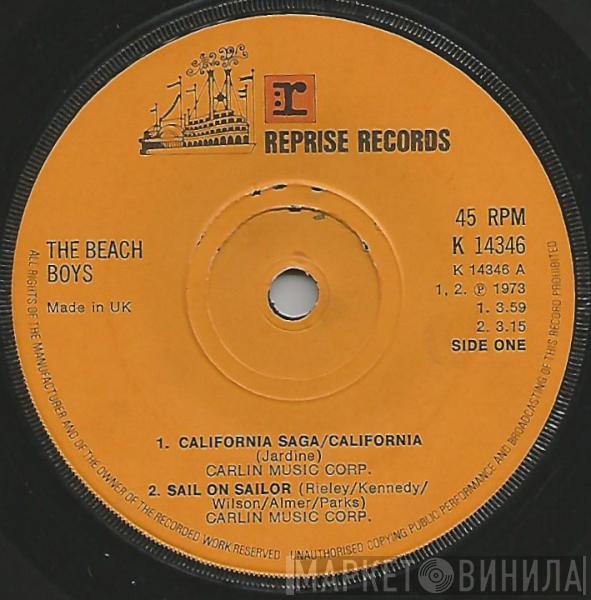 r
REPRISE RECORDS
THE BEACH
BOYS
Made in UK
45 RPM
K 14346
K 14346 A
1, 2. ℗ 1973
1. 3.59
2. 3.15
SIDE ONE
1. CALIFORNIA SAGA/CALIFORNIA
(Jardine)
CARLIN MUSIC CORP.
2. SAIL ON SAILOR (Rieley/Kennedy/
Wilson/Almer/Parks)
CARLIN MUSIC CORP.
ALL RIGHTS OF THE MANUFACTURER AND OF THE OWNER OF THE RECORDED WORK RESERVED UNAUTHORISED COPYING PUBLIC PERFORMANCE AND BROADCASTING OF THIS RECORD PROHIBITED
МАРКЕТ ВИНИЛА